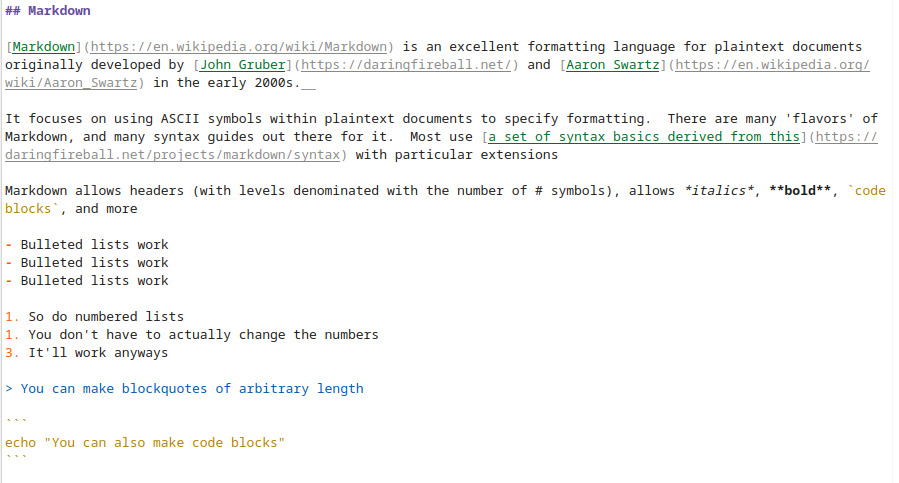 ## Markdown
[Markdown](https://en.wikipedia.org/wiki/Markdown) is an excellent formatting language for plaintext documents
originally developed by [John Gruber](https://daringfireball.net/) and [Aaron Swartz](https://en.wikipedia.org/
wiki/Aaron_Swartz) in the early 2000s.__
It focuses on using ASCII symbols within plaintext documents to specify formatting.  There are many 'flavors' of
Markdown, and many syntax guides out there for it.  Most use [a set of syntax basics derived from this](https://
daringfireball.net/projects/markdown/syntax) with particular extensions
Markdown allows headers (with levels denominated with the number of # symbols), allows *italics*, **bold**, `code
blocks`, and more
- Bulleted lists work
- Bulleted lists work
- Bulleted lists work
1. So do numbered lists
1. You don't have to actually change the numbers
3. It'll work anyways
> You can make blockquotes of arbitrary length
```
echo "You can also make code blocks"
```